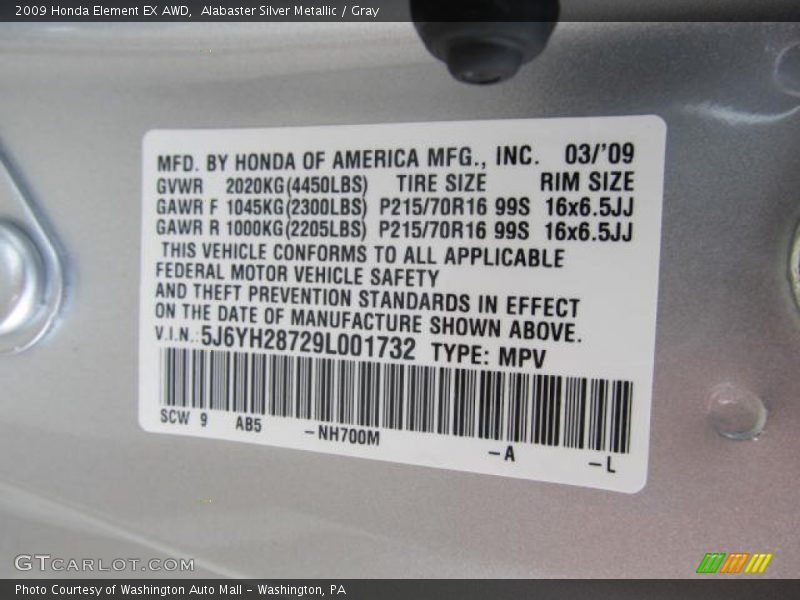 2009 Honda Element EX AWD,  Alabaster Silver Metallic / Gray
MFD. BY HONDA OF AMERICA MFG., INC. 03/'09
GVWR 2020KG(4450LBS) TIRE SIZE RIM SIZE
GAWR F 1045KG(2300LBS) P215/70R16 99S 16x6.5JJ
GAWR R 1000KG(2205LBS) P215/70R16 99S 16x6.5JJ
THIS VEHICLE CONFORMS TO ALL APPLICABLE
FEDERAL MOTOR VEHICLE SAFETY
AND THEFT PREVENTION STANDARDS IN EFFECT
ON THE DATE OF MANUFACTURE SHOWN ABOVE.
V.I.N.: 5J6YH28729L001732 TYPE: MPV
SCW 9 AB5 -NH700M -A -L
GTCARLOT.COM
Photo Courtesy of Washington Auto Mall - Washington, PA